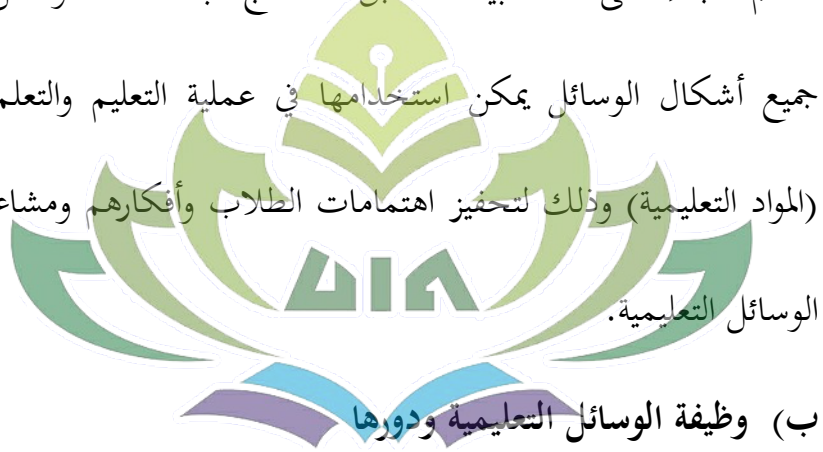 جميع أشكال الوسائل يمكن استخدامها في عملية التعليم والتعلم
(المواد التعليمية) وذلك لتحفيز اهتمامات الطلاب وأفكارهم
الوسائل التعليمية.
ب) وظيفة الوسائل التعليمية ودورها